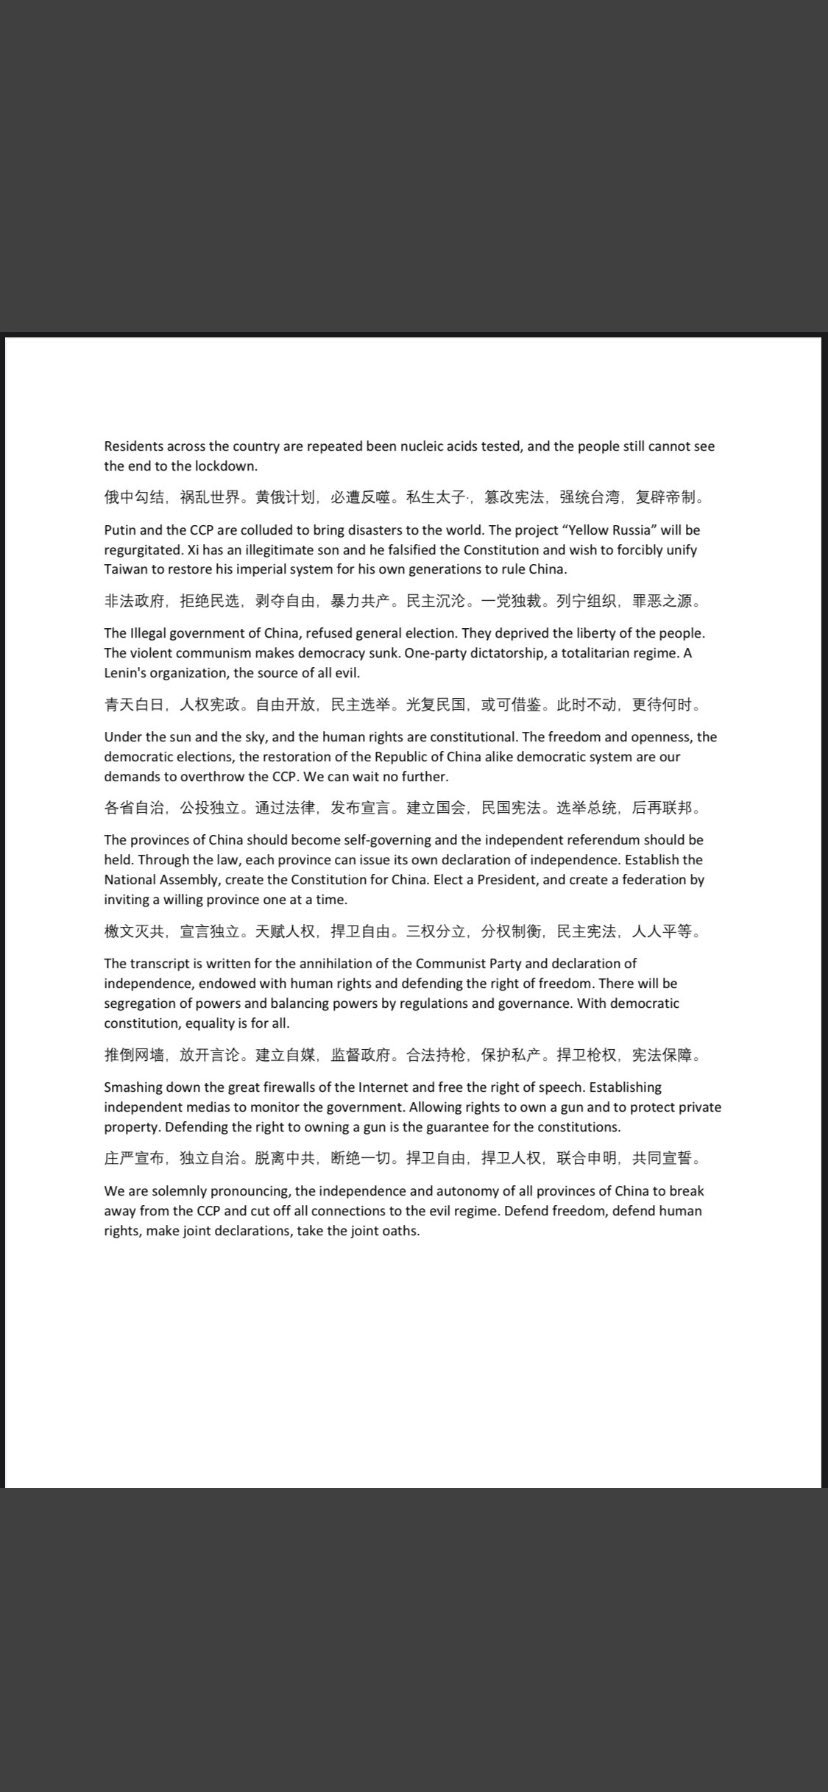 Residents across the country are repeated been nucleic acids tested, and the people still cannot see
the end to the lockdown.
俄中勾结，祸乱世界。黄俄计划，必遭反噬。私生太子·，篡改宪法，强统台湾，复辟帝制。
Putin and the CCP are colluded to bring disasters to the world. The project “Yellow Russia” will be
regurgitated. Xi has an illegitimate son and he falsified the Constitution and wish to forcibly unify
Taiwan to restore his imperial system for his own generations to rule China.
非法政府，拒绝民选，剥夺自由，暴力共产。民主沉沦。一党独裁。列宁组织，罪恶之源。
The Illegal government of China, refused general election. They deprived the liberty of the people.
The violent communism makes democracy sunk. One-party dictatorship, a totalitarian regime. A
Lenin's organization, the source of all evil.
青天白日，人权宪政。自由开放，民主选举。光复民国，或可借鉴。此时不动，更待何时。
Under the sun and the sky, and the human rights are constitutional. The freedom and openness, the
democratic elections, the restoration of the Republic of China alike democratic system are our
demands to overthrow the CCP. We can wait no further.
各省自治，公投独立。通过法律，发布宣言。建立国会，民国宪法。选举总统，后再联邦。
The provinces of China should become self-governing and the independent referendum should be
held. Through the law, each province can issue its own declaration of independence. Establish the
National Assembly, create the Constitution for China. Elect a President, and create a federation by
inviting a willing province one at a time.
檄文灭共，宣言独立。天赋人权，捍卫自由。三权分立，分权制衡，民主宪法，人人平等。
The transcript is written for the annihilation of the Communist Party and declaration of
independence, endowed with human rights and defending the right of freedom. There will be
segregation of powers and balancing powers by regulations and governance. With democratic
constitution, equality is for all.
推倒网墙，放开言论。建立自媒，监督政府。合法持枪，保护私产。捍卫枪权，宪法保障。
Smashing down the great firewalls of the Internet and free the right of speech. Establishing
independent medias to monitor the government. Allowing rights to own a gun and to protect private
property. Defending the right to owning a gun is the guarantee for the constitutions.
庄严宣布，独立自治。脱离中共，断绝一切。捍卫自由，捍卫人权，联合申明，共同宣誓。
We are solemnly pronouncing, the independence and autonomy of all provinces of China to break
away from the CCP and cut off all connections to the evil regime. Defend freedom, defend human
rights, make joint declarations, take the joint oaths.